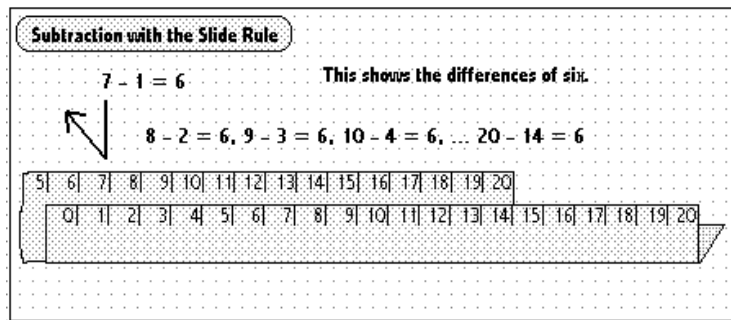 Subtraction with the Slide Rule
7 - 1 = 6
This shows the differences of six.
8 - 2 = 6, 9 - 3 = 6, 10 - 4 = 6, ... 20 - 14 = 6
5| 6| 7| 8| 9| 10| 11| 12| 13| 14| 15| 16| 17| 18| 19| 20|
0| 1| 2| 3| 4| 5| 6| 7| 8| 9| 10| 11| 12| 13| 14| 15| 16| 17| 18| 19| 20|